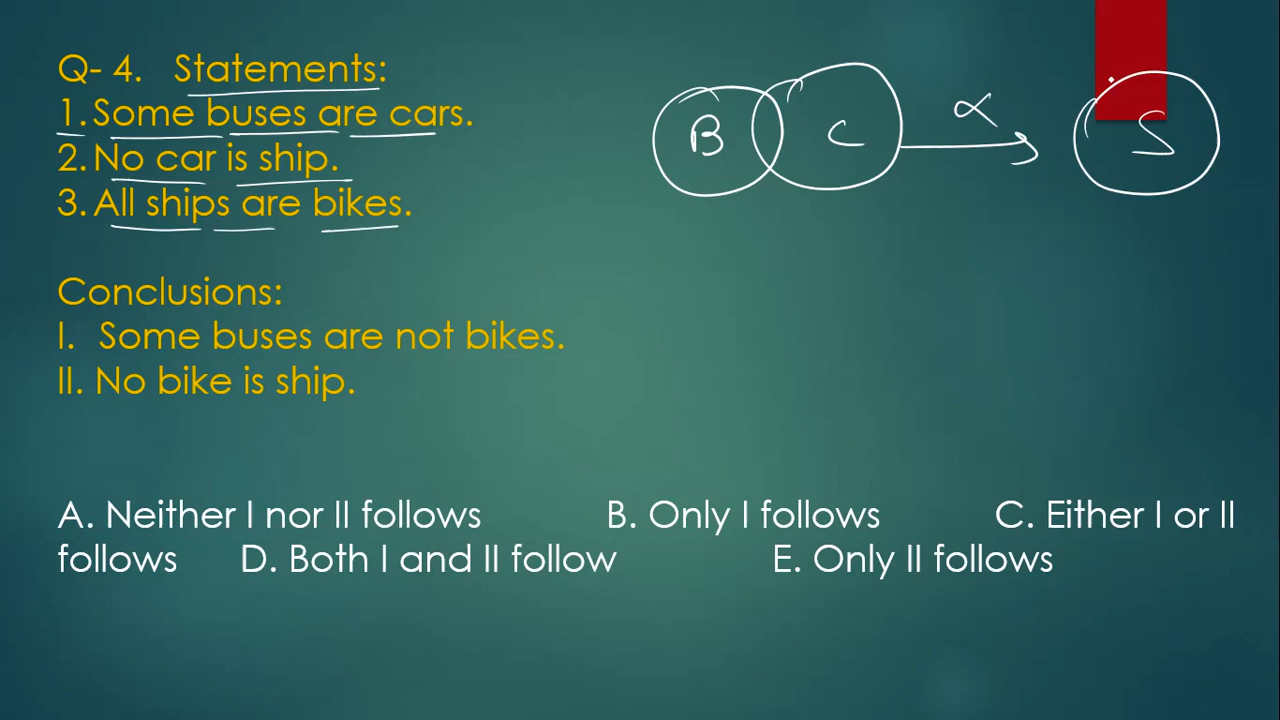 Q- 4. Statements:
1. Some buses are cars.
2. No car is ship.
3. All ships are bikes.
B C α S
Conclusions:
I. Some buses are not bikes.
II. No bike is ship.
A. Neither I nor II follows B. Only I follows C. Either I or II
follows D. Both I and II follow E. Only II follows